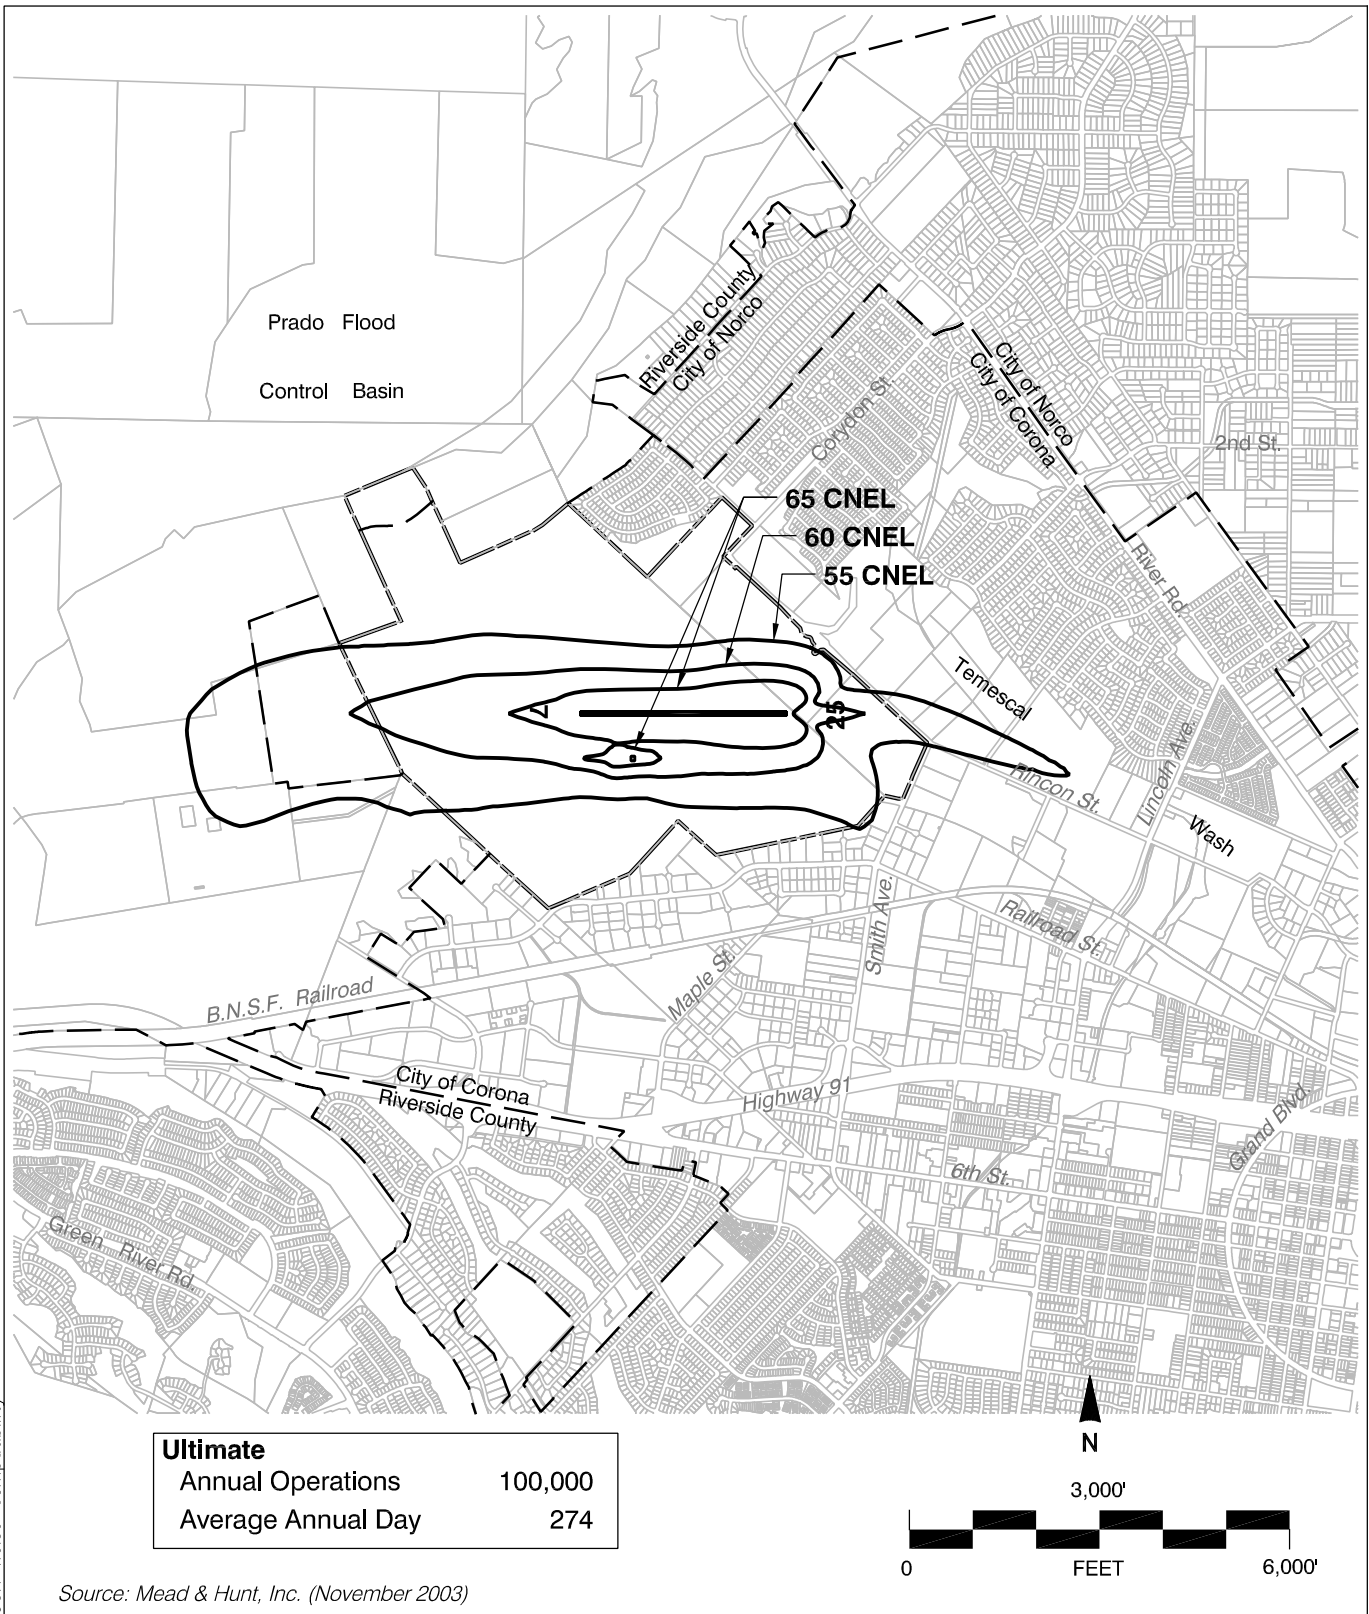 Prado Flood
Control Basin
Riverside County
City of Norco
City of Norco
City of Corona
Corydon St.
2nd St.
65 CNEL
60 CNEL
55 CNEL
River Rd.
Temescal
7
25
Rincon St.
Lincoln Ave.
Wash
Smith Ave.
Railroad St.
Maple St.
B.N.S.F. Railroad
City of Corona
Riverside County
Highway 91
Grand Blvd.
6th St.
Green River Rd.
N
Ultimate
Annual Operations 100,000
Average Annual Day 274
3,000'
0 FEET 6,000'
Source: Mead & Hunt, Inc. (November 2003)